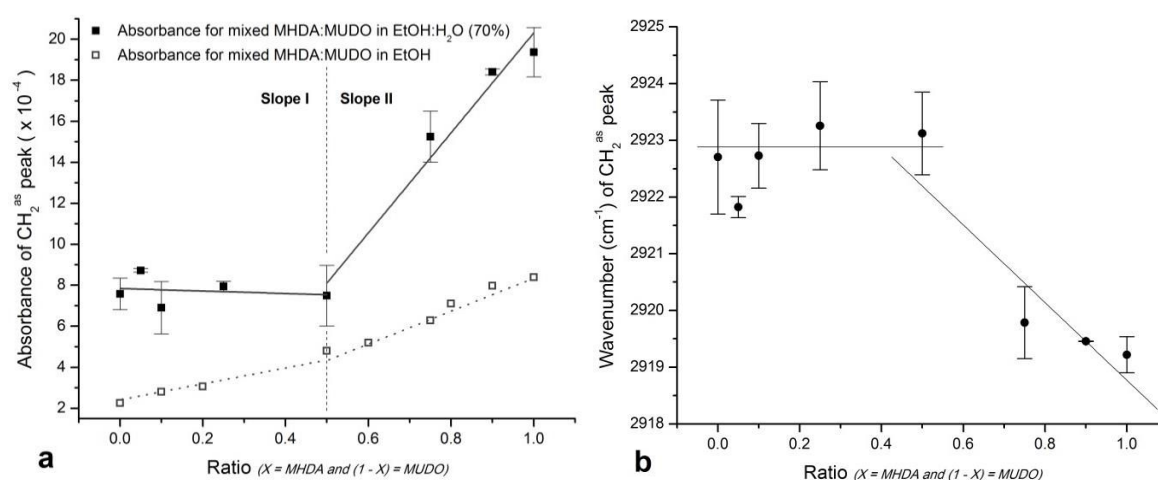 Absorbance for mixed MHDA:MUDO in EtOH:H₂O (70%)
Absorbance for mixed MHDA:MUDO in EtOH
Slope I
Slope II
Absorbance of CH₂ᵃˢ peak ( x 10⁻⁴)
20
18
16
14
12
10
8
6
4
2
0.0 0.2 0.4 0.6 0.8 1.0
a
Ratio (X = MHDA and (1 - X) = MUDO)
Wavenumber (cm⁻¹) of CH₂ᵃˢ peak
2925
2924
2923
2922
2921
2920
2919
2918
0.0 0.2 0.4 0.6 0.8 1.0
b
Ratio (X = MHDA and (1 - X) = MUDO)